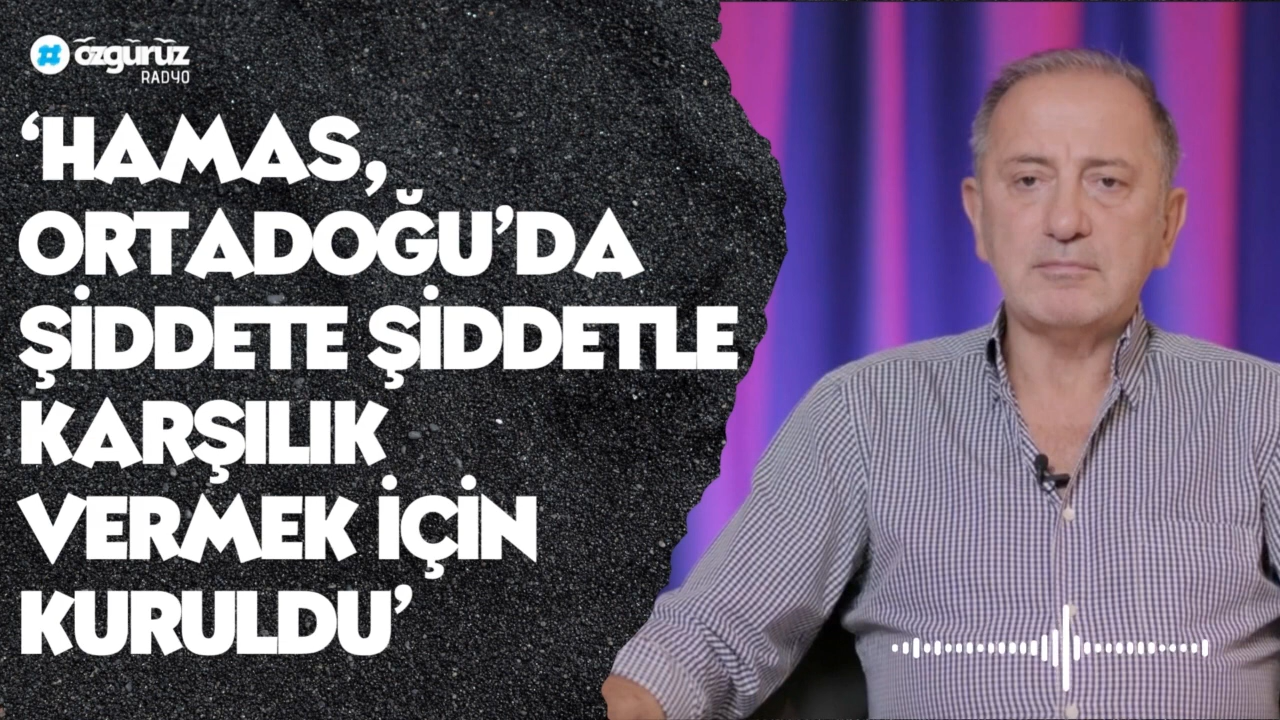 özgürüz
RADYO
‘HAMAS,
ORTADOĞU’DA
ŞİDDETE ŞİDDETLE
KARŞILIK
VERMEK İÇİN
KURULDU’